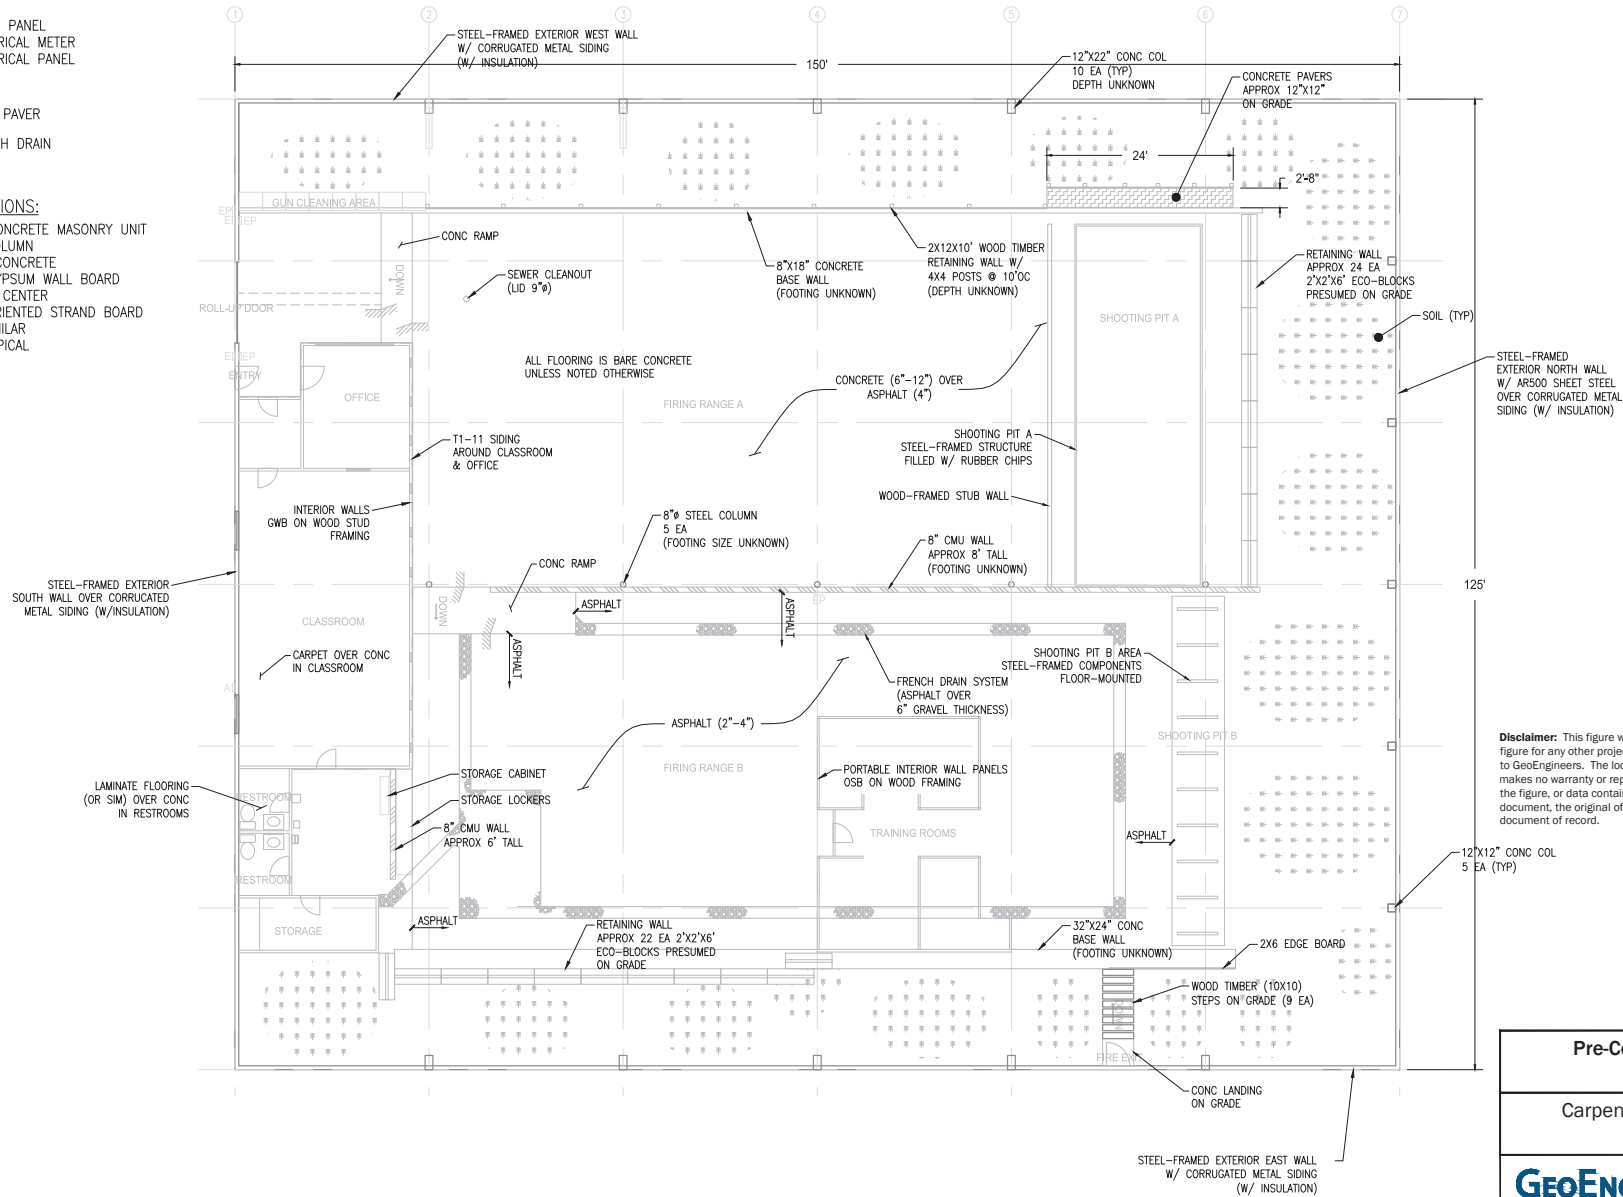 PANEL
RICAL METER
RICAL PANEL
PAVER
H DRAIN
IONS:
ONCRETE MASONRY UNIT
OLUMN
CONCRETE
YPSUM WALL BOARD
CENTER
RIENTED STRAND BOARD
MILAR
YPICAL
1
2
3
4
5
6
7
STEEL-FRAMED EXTERIOR WEST WALL
W/ CORRUGATED METAL SIDING
(W/ INSULATION)
150'
12"X22" CONC COL
10 EA (TYP)
DEPTH UNKNOWN
CONCRETE PAVERS
APPROX 12"X12"
ON GRADE
24'
2'-8"
GUN CLEANING AREA
CONC RAMP
DOWN
SEWER CLEANOUT
(LID 9"ø)
8"X18" CONCRETE
BASE WALL
(FOOTING UNKNOWN)
2X12X10' WOOD TIMBER
RETAINING WALL W/
4X4 POSTS @ 10'OC
(DEPTH UNKNOWN)
RETAINING WALL
APPROX 24 EA
2'X2'X6' ECO-BLOCKS
PRESUMED ON GRADE
SOIL (TYP)
ROLL-UP DOOR
SHOOTING PIT A
STEEL-FRAMED
EXTERIOR NORTH WALL
W/ AR500 SHEET STEEL
OVER CORRUGATED METAL
SIDING (W/ INSULATION)
ENTRY
OFFICE
ALL FLOORING IS BARE CONCRETE
UNLESS NOTED OTHERWISE
CONCRETE (6"-12") OVER
ASPHALT (4")
FIRING RANGE A
T1-11 SIDING
AROUND CLASSROOM
& OFFICE
SHOOTING PIT A
STEEL-FRAMED STRUCTURE
FILLED W/ RUBBER CHIPS
WOOD-FRAMED STUB WALL
INTERIOR WALLS
GWB ON WOOD STUD
FRAMING
8"ø STEEL COLUMN
5 EA
(FOOTING SIZE UNKNOWN)
8" CMU WALL
APPROX 8' TALL
(FOOTING UNKNOWN)
CONC RAMP
125'
STEEL-FRAMED EXTERIOR
SOUTH WALL OVER CORRUGATED
METAL SIDING (W/INSULATION)
DOWN
ASPHALT
ASPHALT
EP
ASPHALT
CLASSROOM
CARPET OVER CONC
IN CLASSROOM
SHOOTING PIT B AREA
STEEL-FRAMED COMPONENTS
FLOOR-MOUNTED
FRENCH DRAIN SYSTEM
(ASPHALT OVER
6" GRAVEL THICKNESS)
ASPHALT (2"-4")
SHOOTING PIT B
FIRING RANGE B
PORTABLE INTERIOR WALL PANELS
OSB ON WOOD FRAMING
Disclaimer: This figure w
figure for any other projec
to GeoEngineers. The loc
makes no warranty or rep
the figure, or data contai
document, the original of
document of record.
LAMINATE FLOORING
(OR SIM) OVER CONC
IN RESTROOMS
RESTROOM
STORAGE CABINET
STORAGE LOCKERS
8" CMU WALL
APPROX 6' TALL
TRAINING ROOMS
ASPHALT
12"X12" CONC COL
5 EA (TYP)
RESTROOM
STORAGE
ASPHALT
RETAINING WALL
APPROX 22 EA 2'X2'X6'
ECO-BLOCKS PRESUMED
ON GRADE
32"X24" CONC
BASE WALL
(FOOTING UNKNOWN)
2X6 EDGE BOARD
WOOD TIMBER (10X10)
STEPS ON GRADE (9 EA)
DOWN
FIRE EXIT
CONC LANDING
ON GRADE
STEEL-FRAMED EXTERIOR EAST WALL
W/ CORRUGATED METAL SIDING
(W/ INSULATION)
Pre-Co
Carpen
GEOENG